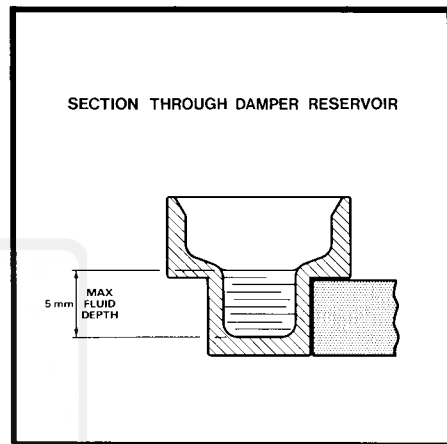 SECTION THROUGH DAMPER RESERVOIR
5 mm
MAX
FLUID
DEPTH